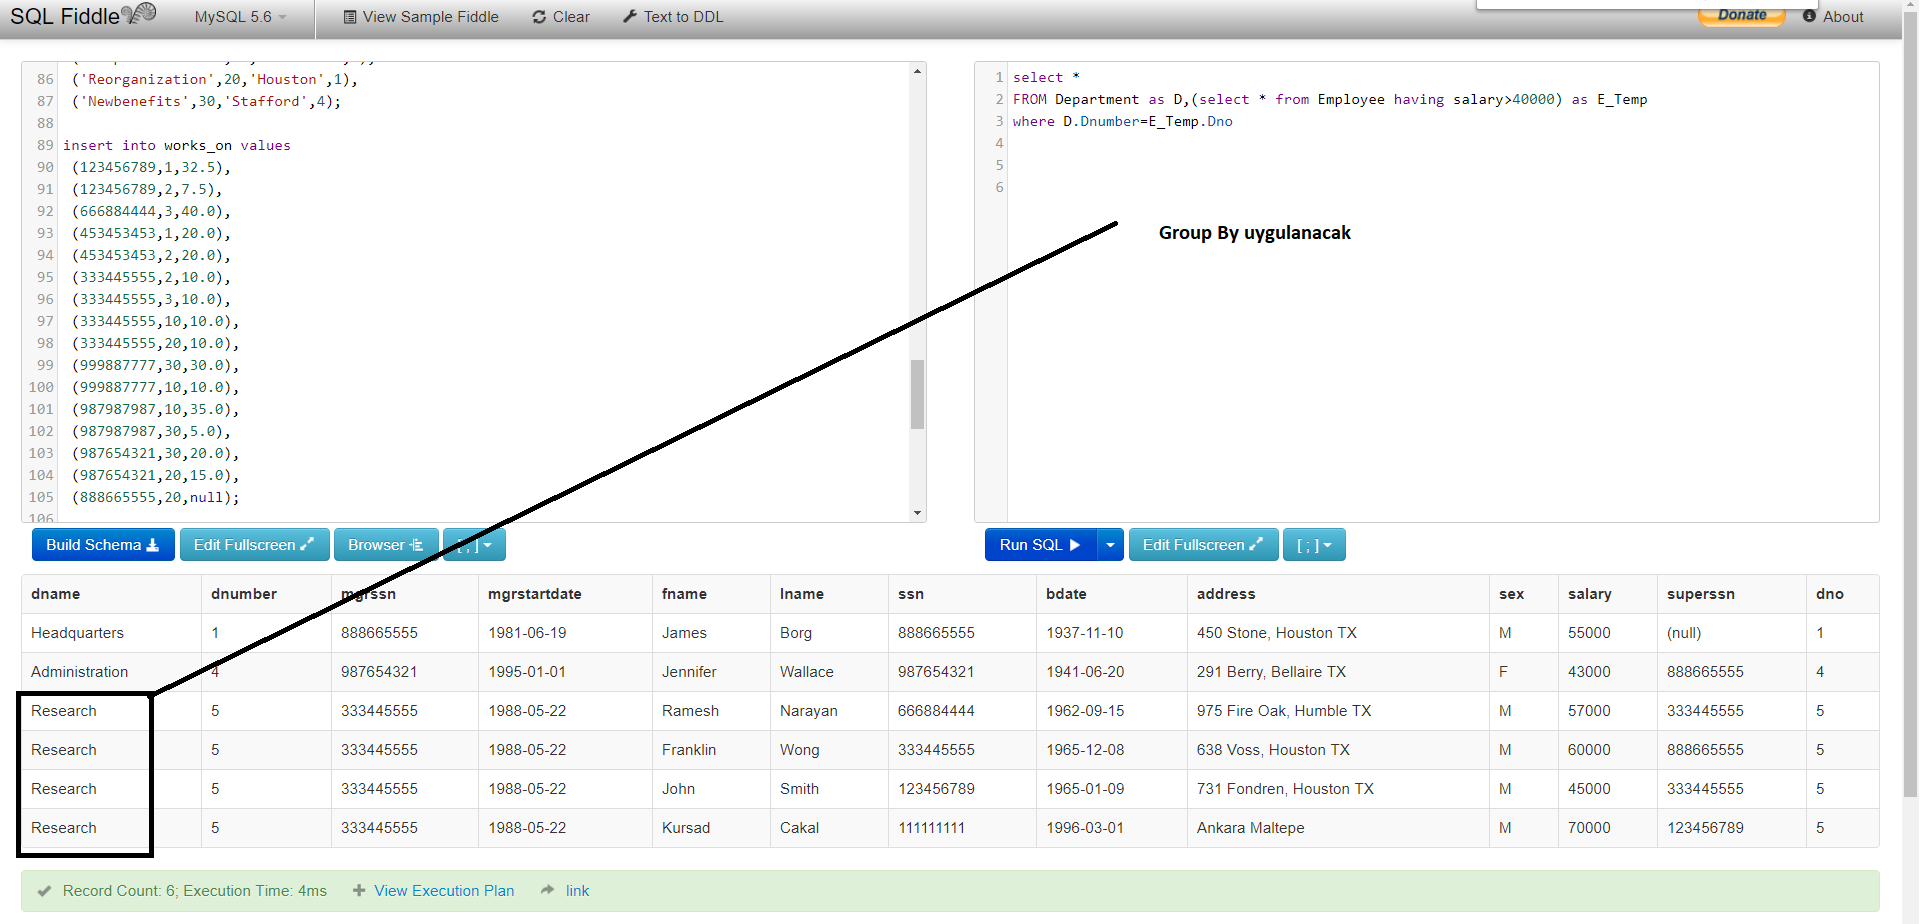 SQL Fiddle
MySQL 5.6
View Sample Fiddle
Clear
Text to DDL
Donate
About
86 ('Reorganization',20,'Houston',1),
87 ('Newbenefits',30,'Stafford',4);
88
89 insert into works_on values
90 (123456789,1,32.5),
91 (123456789,2,7.5),
92 (666884444,3,40.0),
93 (453453453,1,20.0),
94 (453453453,2,20.0),
95 (333445555,2,10.0),
96 (333445555,3,10.0),
97 (333445555,10,10.0),
98 (333445555,20,10.0),
99 (999887777,30,30.0),
100 (999887777,10,10.0),
101 (987987987,10,35.0),
102 (987987987,30,5.0),
103 (987654321,30,20.0),
104 (987654321,20,15.0),
105 (888665555,20,null);
106
1 select *
2 FROM Department as D,(select * from Employee having salary>40000) as E_Temp
3 where D.Dnumber=E_Temp.Dno
4
5
6
Group By uygulanacak
Build Schema Edit Fullscreen Browser [ ; ]
Run SQL Edit Fullscreen [ ; ]
dname dnumber mgrssn mgrstartdate fname lname ssn bdate address sex salary superssn dno
Headquarters 1 888665555 1981-06-19 James Borg 888665555 1937-11-10 450 Stone, Houston TX M 55000 (null) 1
Administration 4 987654321 1995-01-01 Jennifer Wallace 987654321 1941-06-20 291 Berry, Bellaire TX F 43000 888665555 4
Research 5 333445555 1988-05-22 Ramesh Narayan 666884444 1962-09-15 975 Fire Oak, Humble TX M 57000 333445555 5
Research 5 333445555 1988-05-22 Franklin Wong 333445555 1965-12-08 638 Voss, Houston TX M 60000 888665555 5
Research 5 333445555 1988-05-22 John Smith 123456789 1965-01-09 731 Fondren, Houston TX M 45000 333445555 5
Research 5 333445555 1988-05-22 Kursad Cakal 111111111 1996-03-01 Ankara Maltepe M 70000 123456789 5
Record Count: 6; Execution Time: 4ms View Execution Plan link